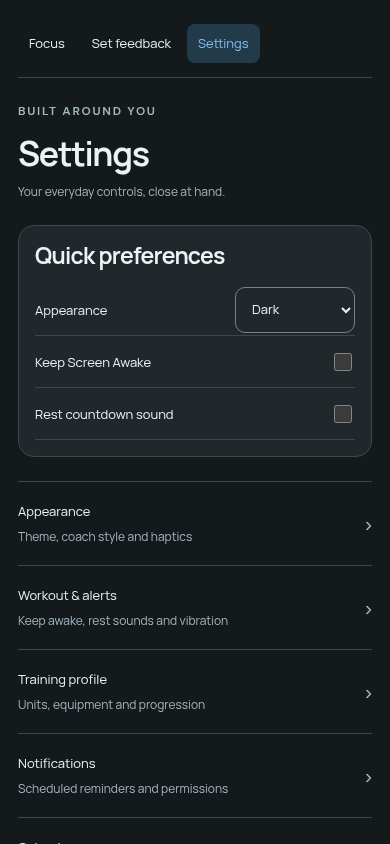 Focus
Set feedback
Settings
BUILT AROUND YOU
Settings
Your everyday controls, close at hand.
Quick preferences
Appearance
Dark
Keep Screen Awake
Rest countdown sound
Appearance
Theme, coach style and haptics
Workout & alerts
Keep awake, rest sounds and vibration
Training profile
Units, equipment and progression
Notifications
Scheduled reminders and permissions